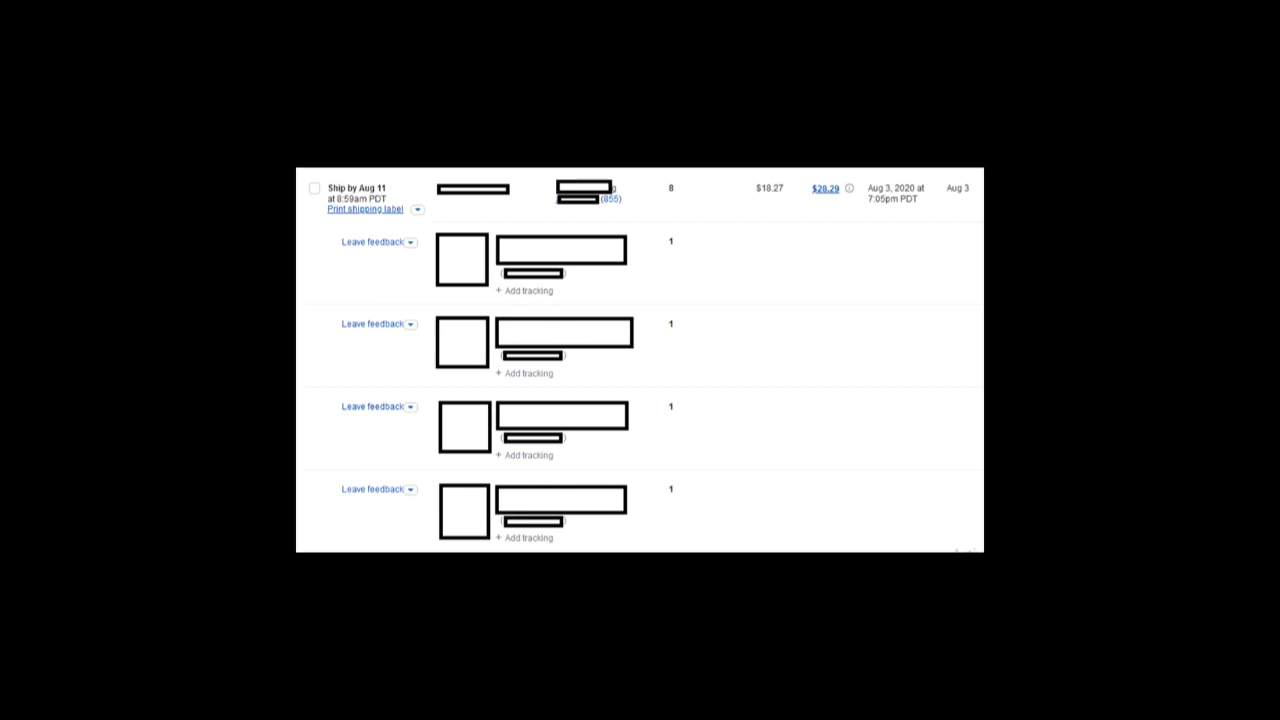 Ship by Aug 11
at 8:59am PDT
Print shipping label
(855)
8
$18.27
$28.29
Aug 3, 2020 at
7:05pm PDT
Aug 3
Leave feedback
1
+ Add tracking
Leave feedback
1
+ Add tracking
Leave feedback
1
+ Add tracking
Leave feedback
1
+ Add tracking